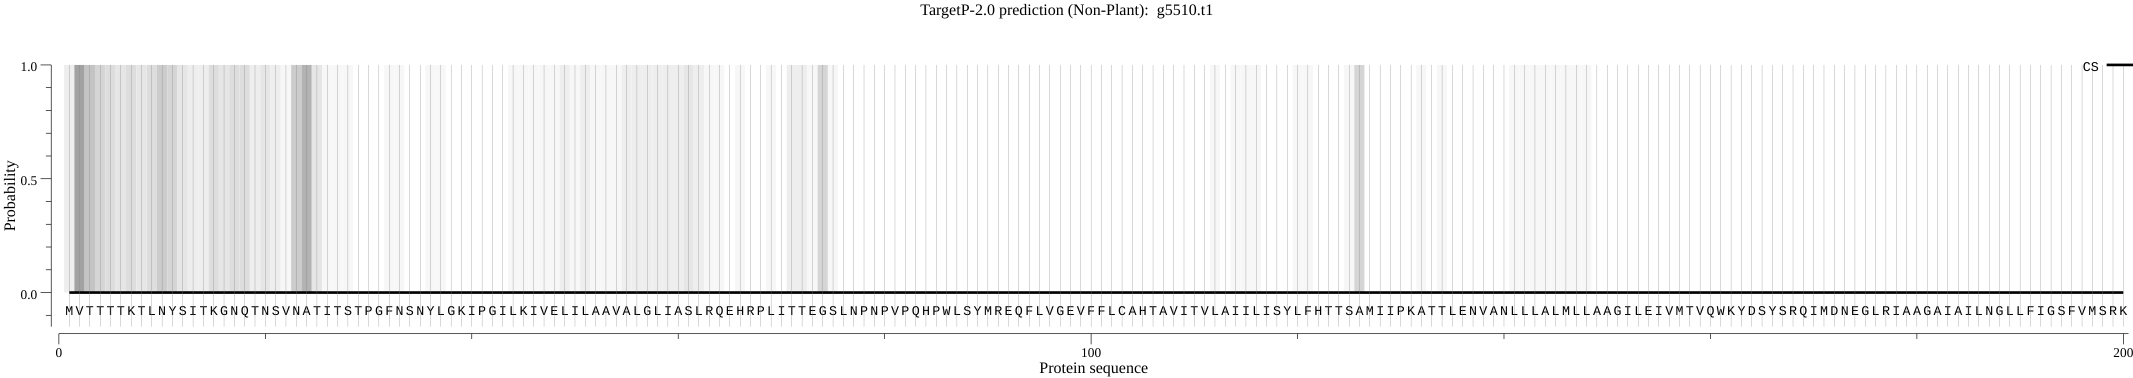 TargetP-2.0 prediction (Non-Plant): g5510.t1
1.0
CS
0.5
Probability
0.0
MVTTTTKTLNYSITKGNQTNSVNATITSTPGFNSNYLGKIPGILKIVELILAAVALGLIASLRQEHRPLITTEGSLNPNPVPQHPWLSYMREQFLVGEVFFLCAHTAVITVLAIILISYLFHTTSAMIIPKATTLENVANLLLALMLLAAGILEIVMTVQWKYDSYSRQIMDNEGLRIAAGAIAILNGLLFIGSFVMSRK
0
100
200
Protein sequence